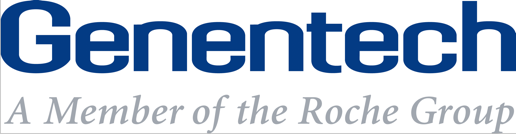 Genentech
A Member of the Roche Group